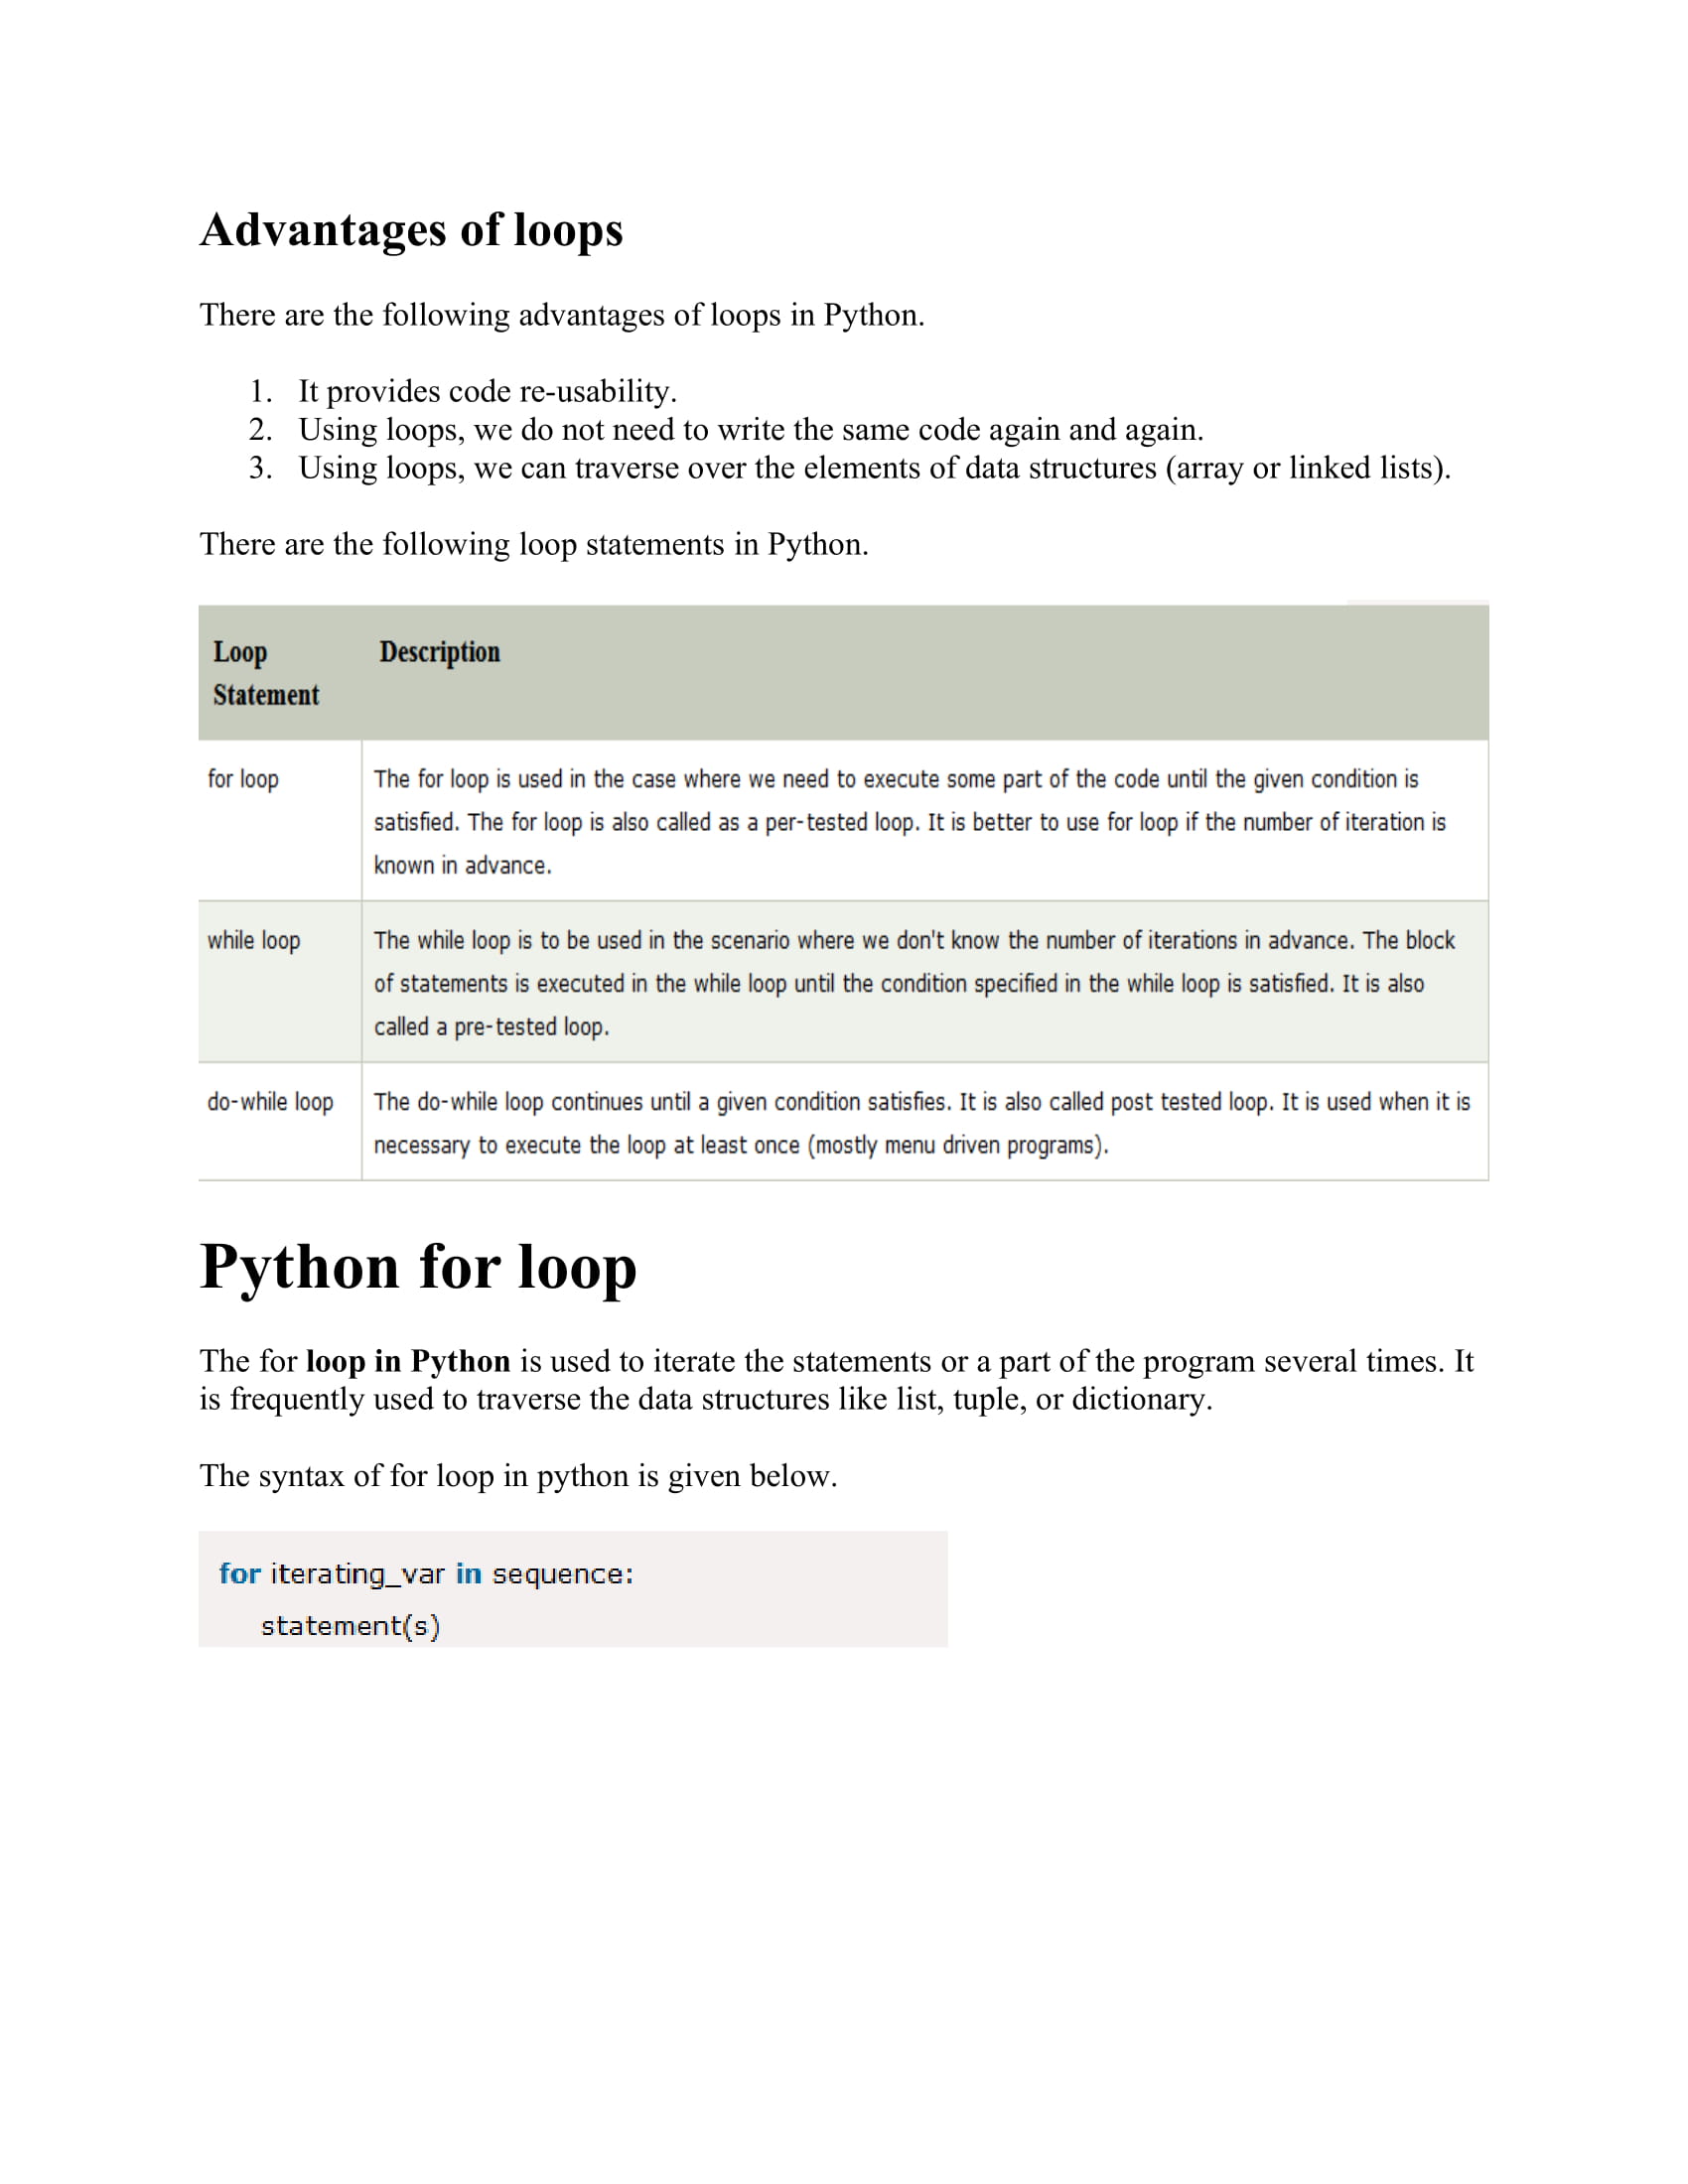 Advantages of loops
There are the following advantages of loops in Python.
1. It provides code re-usability.
2. Using loops, we do not need to write the same code again and again.
3. Using loops, we can traverse over the elements of data structures (array or linked lists).
There are the following loop statements in Python.
Loop Statement
Description
for loop
The for loop is used in the case where we need to execute some part of the code until the given condition is
satisfied. The for loop is also called as a per-tested loop. It is better to use for loop if the number of iteration is
known in advance.
while loop
The while loop is to be used in the scenario where we don't know the number of iterations in advance. The block
of statements is executed in the while loop until the condition specified in the while loop is satisfied. It is also
called a pre-tested loop.
do-while loop
The do-while loop continues until a given condition satisfies. It is also called post tested loop. It is used when it is
necessary to execute the loop at least once (mostly menu driven programs).
Python for loop
The for loop in Python is used to iterate the statements or a part of the program several times. It
is frequently used to traverse the data structures like list, tuple, or dictionary.
The syntax of for loop in python is given below.
for iterating_var in sequence:
statement(s)